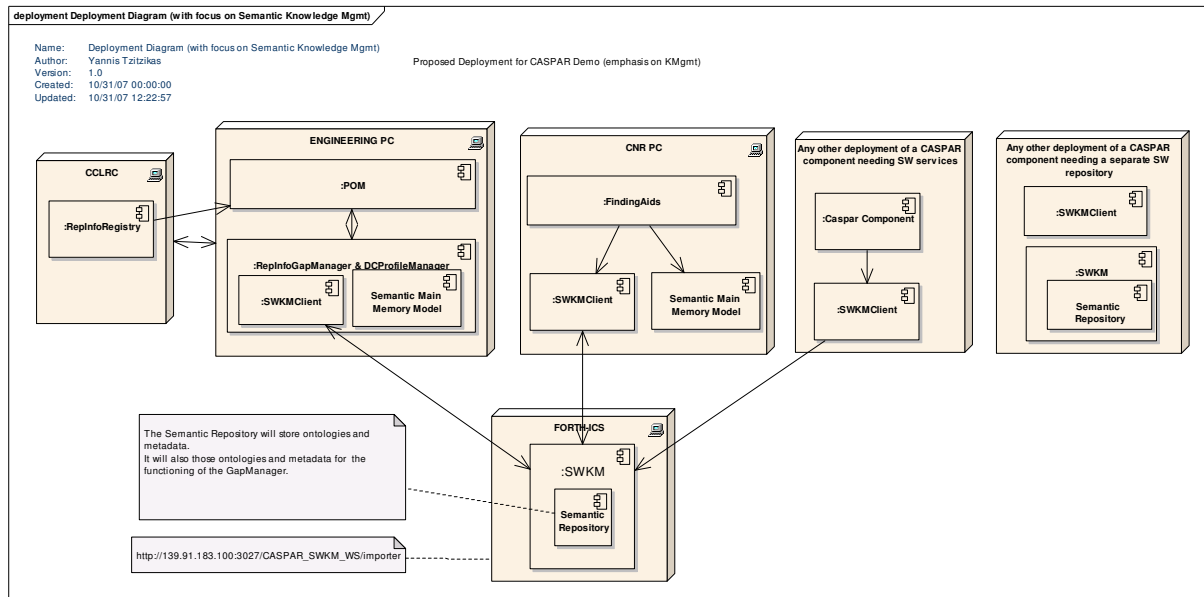 deployment Deployment Diagram (with focus on Semantic Knowledge Mgmt)
Name: Deployment Diagram (with focus on Semantic Knowledge Mgmt)
Author: Yannis Tzitzikas
Version: 1.0
Created: 10/31/07 00:00:00
Updated: 10/31/07 12:22:57
Proposed Deployment for CASPAR Demo (emphasis on KMgmt)
CCLRC
:RepInfoRegistry
ENGINEERING PC
:POM
:RepInfoGapManager & DCProfileManager
:SWKMClient
Semantic Main
Memory Model
CNR PC
:FindingAids
:SWKMClient
Semantic Main
Memory Model
Any other deployment of a CASPAR
component needing SW services
:Caspar Component
:SWKMClient
Any other deployment of a CASPAR
component needing a separate SW
repository
:SWKMClient
:SWKM
Semantic
Repository
The Semantic Repository will store ontologies and
metadata.
It will also those ontologies and metadata for the
functioning of the GapManager.
http://139.91.183.100:3027/CASPAR_SWKM_WS/importer
FORTH-ICS
:SWKM
Semantic
Repository